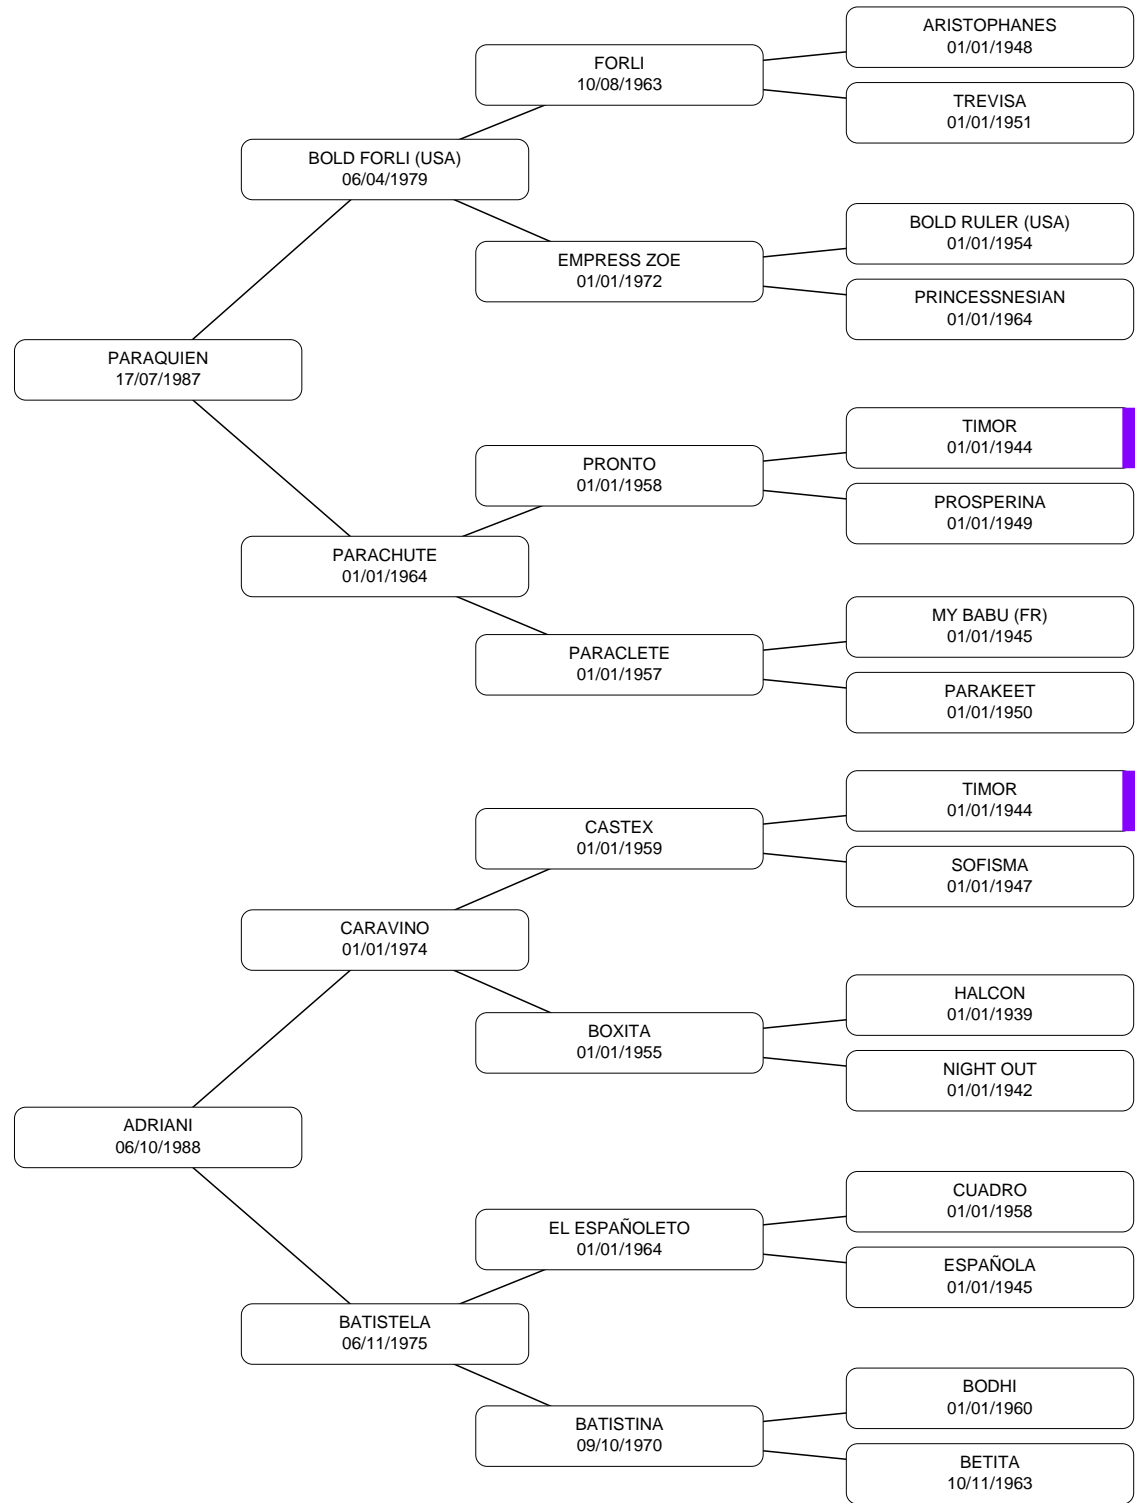 ARISTOPHANES
01/01/1948
FORLI
10/08/1963
TREVISA
01/01/1951
BOLD FORLI (USA)
06/04/1979
BOLD RULER (USA)
01/01/1954
EMPRESS ZOE
01/01/1972
PRINCESSNESIAN
01/01/1964
PARAQUIEN
17/07/1987
TIMOR
01/01/1944
PRONTO
01/01/1958
PROSPERINA
01/01/1949
PARACHUTE
01/01/1964
MY BABU (FR)
01/01/1945
PARACLETE
01/01/1957
PARAKEET
01/01/1950
TIMOR
01/01/1944
CASTEX
01/01/1959
SOFISMA
01/01/1947
CARAVINO
01/01/1974
HALCON
01/01/1939
BOXITA
01/01/1955
NIGHT OUT
01/01/1942
ADRIANI
06/10/1988
CUADRO
01/01/1958
EL ESPAÑOLETO
01/01/1964
ESPAÑOLA
01/01/1945
BATISTELA
06/11/1975
BODHI
01/01/1960
BATISTINA
09/10/1970
BETITA
10/11/1963